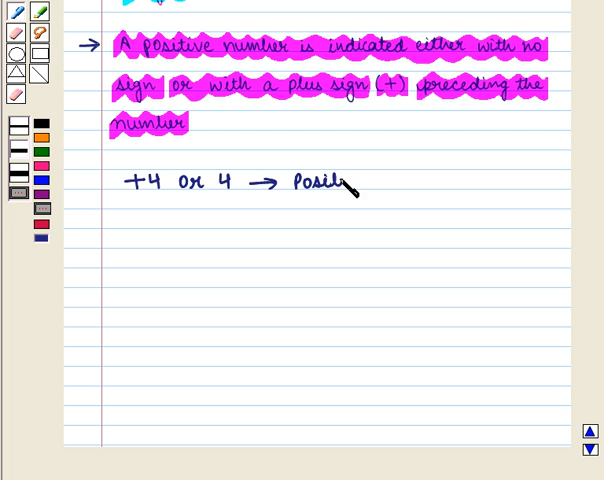 → A positive number is indicated either with no
sign or with a plus sign (+) preceding the
number
+4 or 4 → Posit